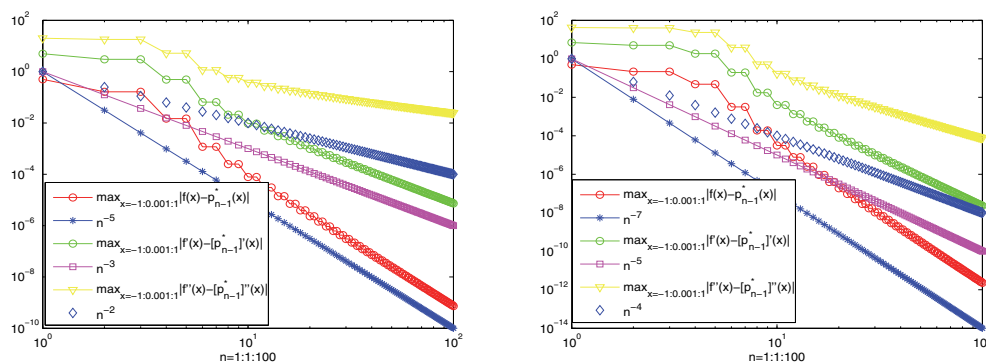 10^2
10^0
10^-2
10^-4
10^-6
10^-8
10^-10
max_{x=-1:0.001:1}|f(x)-p^*_{n-1}(x)|
n^-5
max_{x=-1:0.001:1}|f'(x)-[p^*_{n-1}]'(x)|
n^-3
max_{x=-1:0.001:1}|f''(x)-[p^*_{n-1}]''(x)|
n^-2
10^0 10^1 10^2
n=1:1:100
10^2
10^0
10^-2
10^-4
10^-6
10^-8
10^-10
10^-12
10^-14
max_{x=-1:0.001:1}|f(x)-p^*_{n-1}(x)|
n^-7
max_{x=-1:0.001:1}|f'(x)-[p^*_{n-1}]'(x)|
n^-5
max_{x=-1:0.001:1}|f''(x)-[p^*_{n-1}]''(x)|
n^-4
10^0 10^1 10^2
n=1:1:100